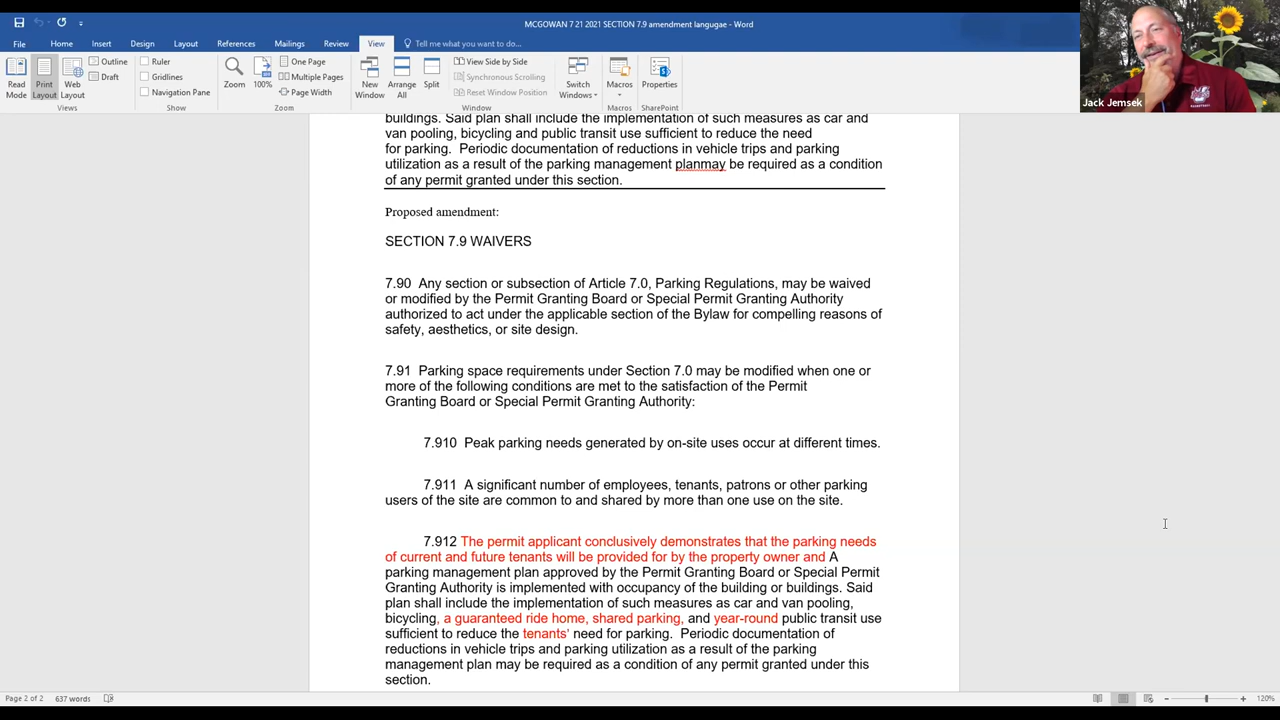 MCGOWAN 7 21 2021 SECTION 7.9 amendment langugae - Word
File Home Insert Design Layout References Mailings Review View Tell me what you want to do...
Read Mode
Print Layout
Web Layout
Outline
Draft
Views
Ruler
Gridlines
Navigation Pane
Show
Zoom
100%
One Page
Multiple Pages
Page Width
Zoom
New Window
Arrange All
Split
View Side by Side
Synchronous Scrolling
Reset Window Position
Window
Switch Windows
Macros
Macros
Properties
SharePoint
Jack Jemsek
buildings. Said plan shall include the implementation of such measures as car and
van pooling, bicycling and public transit use sufficient to reduce the need
for parking. Periodic documentation of reductions in vehicle trips and parking
utilization as a result of the parking management planmay be required as a condition
of any permit granted under this section.
Proposed amendment:
SECTION 7.9 WAIVERS
7.90 Any section or subsection of Article 7.0, Parking Regulations, may be waived
or modified by the Permit Granting Board or Special Permit Granting Authority
authorized to act under the applicable section of the Bylaw for compelling reasons of
safety, aesthetics, or site design.
7.91 Parking space requirements under Section 7.0 may be modified when one or
more of the following conditions are met to the satisfaction of the Permit
Granting Board or Special Permit Granting Authority:
7.910 Peak parking needs generated by on-site uses occur at different times.
7.911 A significant number of employees, tenants, patrons or other parking
users of the site are common to and shared by more than one use on the site.
7.912 The permit applicant conclusively demonstrates that the parking needs
of current and future tenants will be provided for by the property owner and A
parking management plan approved by the Permit Granting Board or Special Permit
Granting Authority is implemented with occupancy of the building or buildings. Said
plan shall include the implementation of such measures as car and van pooling,
bicycling, a guaranteed ride home, shared parking, and year-round public transit use
sufficient to reduce the tenants' need for parking. Periodic documentation of
reductions in vehicle trips and parking utilization as a result of the parking
management plan may be required as a condition of any permit granted under this
section.
Page 2 of 2 637 words
120%